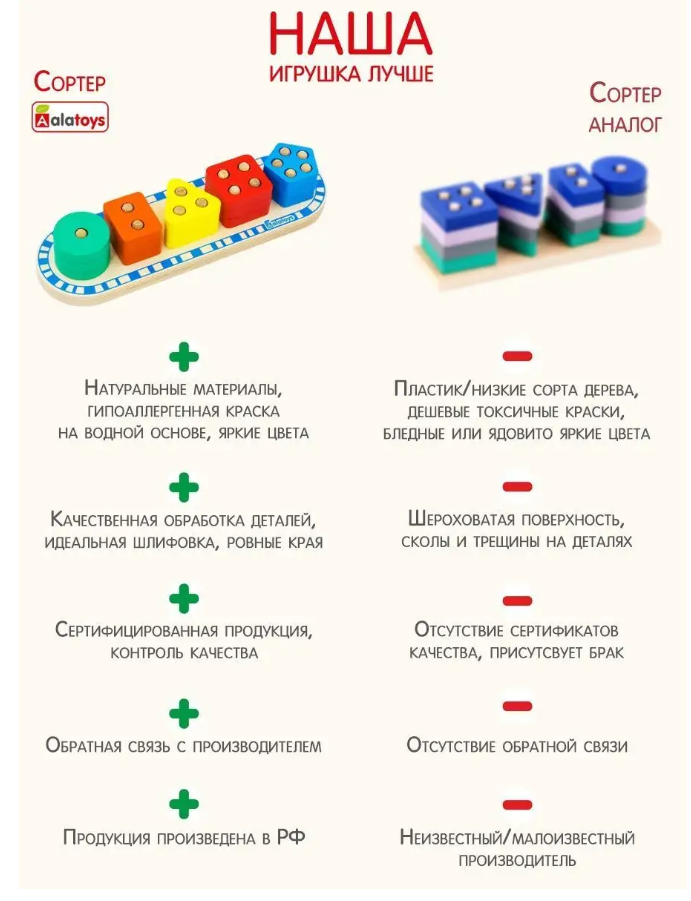 НАША
ИГРУШКА ЛУЧШЕ
СОРТЕР
Aalatoys
СОРТЕР
АНАЛОГ
alatoys
НАТУРАЛЬНЫЕ МАТЕРИАЛЫ,
ГИПОАЛЛЕРГЕННАЯ КРАСКА
НА ВОДНОЙ ОСНОВЕ, ЯРКИЕ ЦВЕТА
ПЛАСТИК/НИЗКИЕ СОРТА ДЕРЕВА,
ДЕШЕВЫЕ ТОКСИЧНЫЕ КРАСКИ,
БЛЕДНЫЕ ИЛИ ЯДОВИТО ЯРКИЕ ЦВЕТА
КАЧЕСТВЕННАЯ ОБРАБОТКА ДЕТАЛЕЙ,
ИДЕАЛЬНАЯ ШЛИФОВКА, РОВНЫЕ КРАЯ
ШЕРОХОВАТАЯ ПОВЕРХНОСТЬ,
СКОЛЫ И ТРЕЩИНЫ НА ДЕТАЛЯХ
СЕРТИФИЦИРОВАННАЯ ПРОДУКЦИЯ,
КОНТРОЛЬ КАЧЕСТВА
ОТСУТСТВИЕ СЕРТИФИКАТОВ
КАЧЕСТВА, ПРИСУТСВУЕТ БРАК
ОБРАТНАЯ СВЯЗЬ С ПРОИЗВОДИТЕЛЕМ
ОТСУТСТВИЕ ОБРАТНОЙ СВЯЗИ
ПРОДУКЦИЯ ПРОИЗВЕДЕНА В РФ
НЕИЗВЕСТНЫЙ/МАЛОИЗВЕСТНЫЙ
ПРОИЗВОДИТЕЛЬ